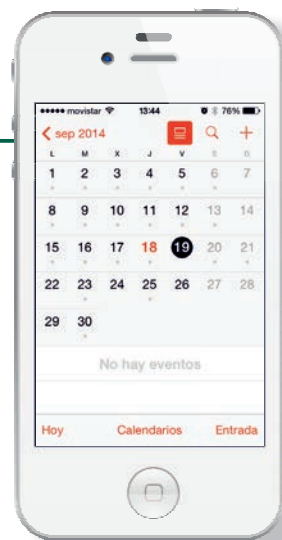 movistar 13:44 76%
sep 2014
L M X J V S D
1 2 3 4 5 6 7
8 9 10 11 12 13 14
15 16 17 18 19 20 21
22 23 24 25 26 27 28
29 30
No hay eventos
Hoy Calendarios Entrada